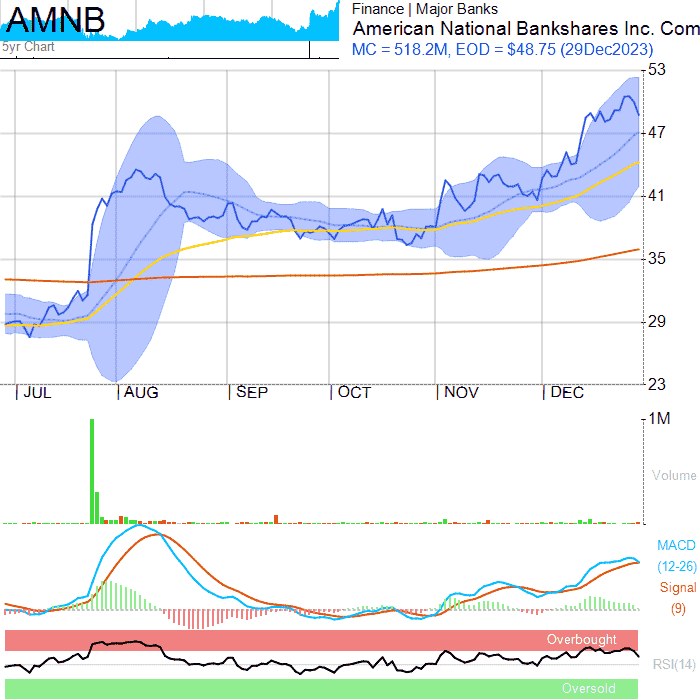 AMNB
5yr Chart
Finance | Major Banks
American National Bankshares Inc. Com
MC = 518.2M, EOD = $48.75 (29Dec2023)
53
47
41
35
29
23
JUL
AUG
SEP
OCT
NOV
DEC
1M
Volume
MACD
(12-26)
Signal
(9)
Overbought
RSI(14)
Oversold